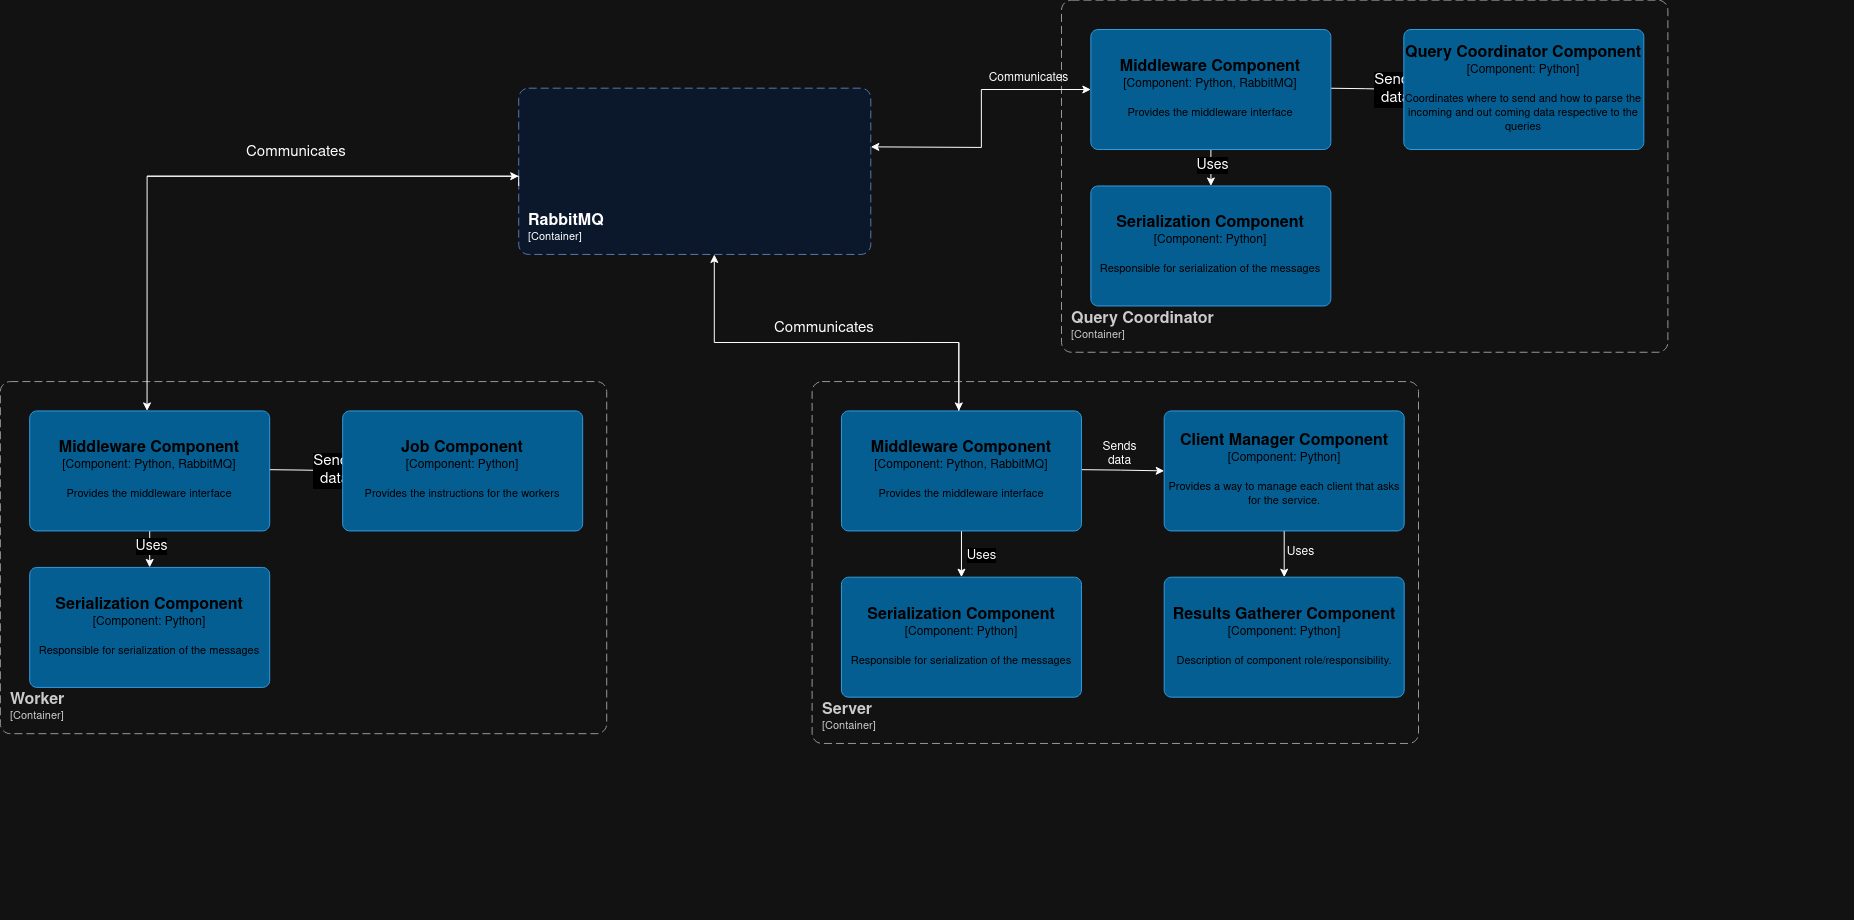 Communicates
Middleware Component
[Component: Python, RabbitMQ]
Provides the middleware interface
Query Coordinator Component
[Component: Python]
Coordinates where to send and how to parse the
incoming and out coming data respective to the
queries
Uses
Serialization Component
[Component: Python]
Responsible for serialization of the messages
Query Coordinator
[Container]
Communicates
RabbitMQ
[Container]
Communicates
Middleware Component
[Component: Python, RabbitMQ]
Provides the middleware interface
Job Component
[Component: Python]
Provides the instructions for the workers
Uses
Serialization Component
[Component: Python]
Responsible for serialization of the messages
Worker
[Container]
Middleware Component
[Component: Python, RabbitMQ]
Provides the middleware interface
Sends
data
Client Manager Component
[Component: Python]
Provides a way to manage each client that asks
for the service.
Uses
Uses
Serialization Component
[Component: Python]
Responsible for serialization of the messages
Results Gatherer Component
[Component: Python]
Description of component role/responsibility.
Server
[Container]